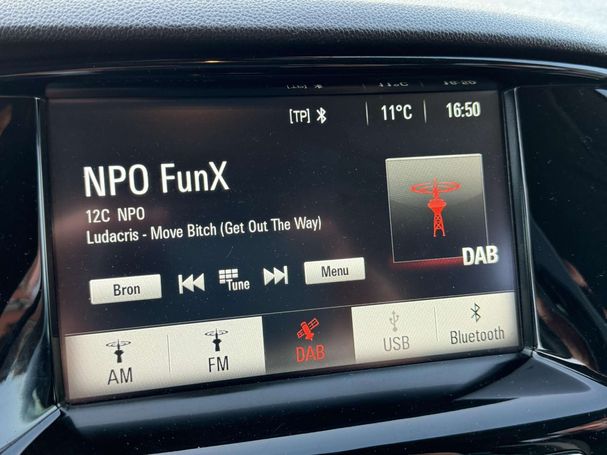 [TP] 11°C 16:50
NPO FunX
12C NPO
Ludacris - Move Bitch (Get Out The Way)
DAB
Bron Tune Menu
AM FM DAB USB Bluetooth